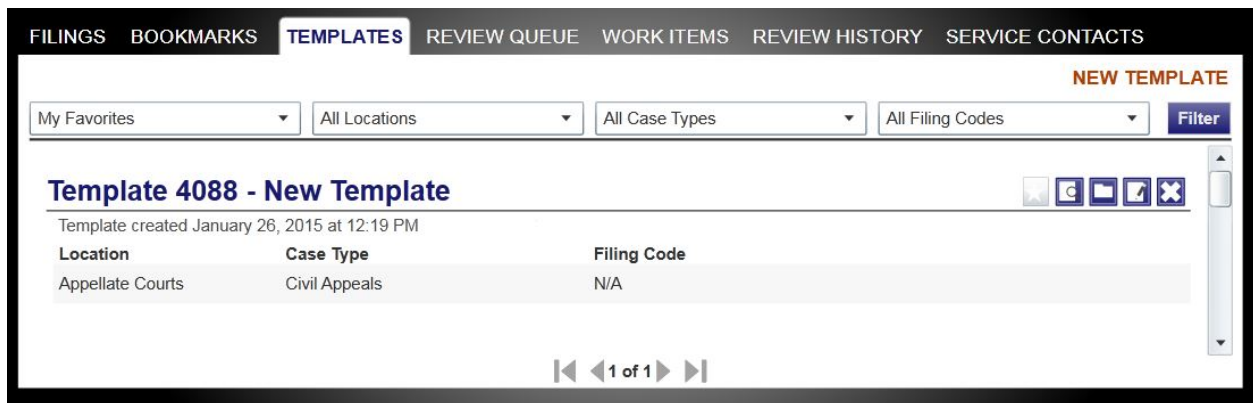 FILINGS BOOKMARKS TEMPLATES REVIEW QUEUE WORK ITEMS REVIEW HISTORY SERVICE CONTACTS
NEW TEMPLATE
My Favorites All Locations All Case Types All Filing Codes Filter
Template 4088 - New Template
Template created January 26, 2015 at 12:19 PM
Location Case Type Filing Code
Appellate Courts Civil Appeals N/A
1 of 1